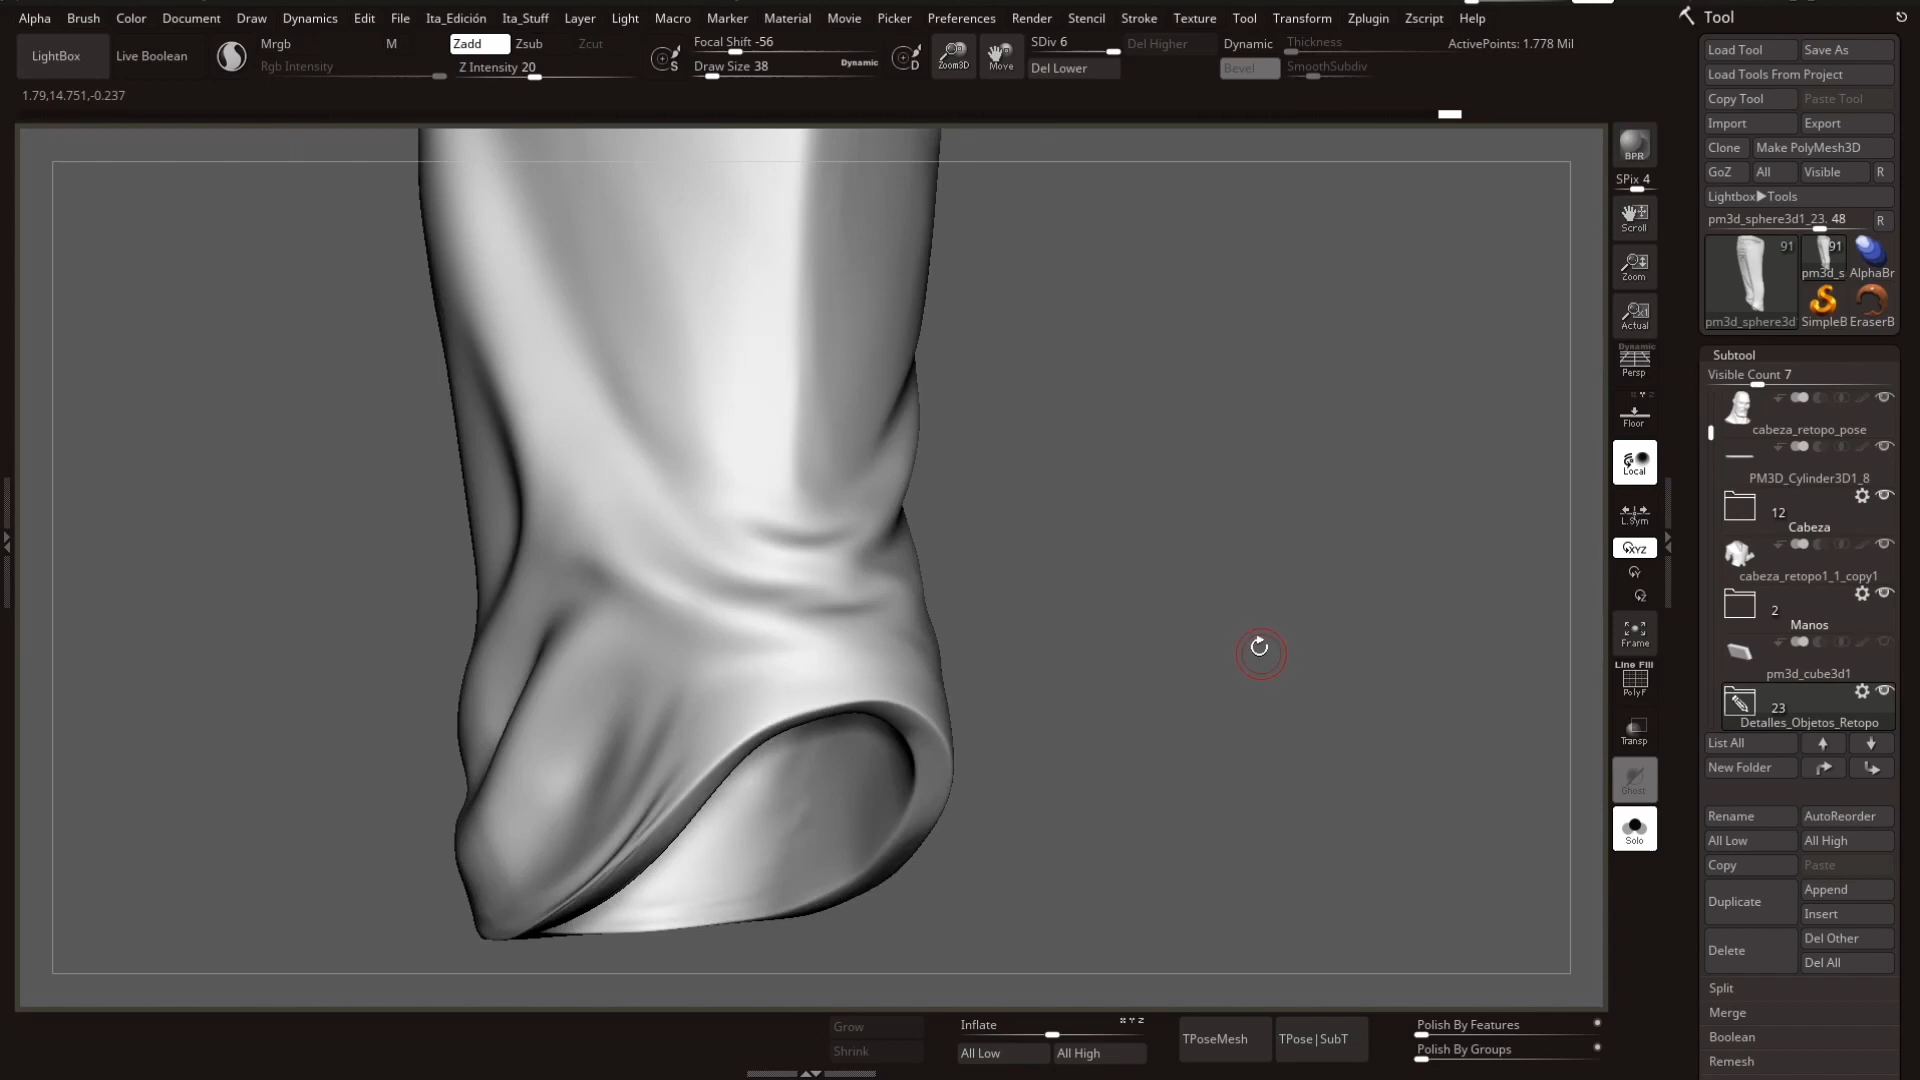 Alpha Brush Color Document Draw Dynamics Edit File Ita_Edición Ita_Stuff Layer Light Macro Marker Material Movie Picker Preferences Render Stencil Stroke Texture Tool Transform Zplugin Zscript Help
Tool
LightBox
Live Boolean
Mrgb M
Rgb Intensity
Zadd Zsub Zcut
Z Intensity 20
S
Focal Shift -56
Draw Size 38
Dynamic
D
Zoom3D
Move
SDiv 6 Del Higher
Del Lower
Dynamic Thickness
Bevel SmoothSubdiv
ActivePoints: 1.778 Mil
1.79,14.751,-0.237
BPR
SPix 4
Scroll
Zoom
Actual
Dynamic
Persp
Floor
Local
L.Sym
XYZ
Y
Z
Frame
Line Fill
PolyF
Transp
Ghost
Solo
Load Tool Save As
Load Tools From Project
Copy Tool Paste Tool
Import Export
Clone Make PolyMesh3D
GoZ All Visible R
Lightbox▶Tools
pm3d_sphere3d1_23. 48 R
91 91
pm3d_s AlphaBr
pm3d_sphere3d SimpleB EraserB
Subtool
Visible Count 7
cabeza_retopo_pose
PM3D_Cylinder3D1_8
12
Cabeza
cabeza_retopo1_1_copy1
2
Manos
pm3d_cube3d1
23
Detalles_Objetos_Retopo
List All
New Folder
Rename AutoReorder
All Low All High
Copy Paste
Duplicate Append
Insert
Delete Del Other
Del All
Split
Merge
Boolean
Remesh
Grow
Shrink
Inflate X Y Z
All Low All High
TPoseMesh TPose|SubT
Polish By Features
Polish By Groups